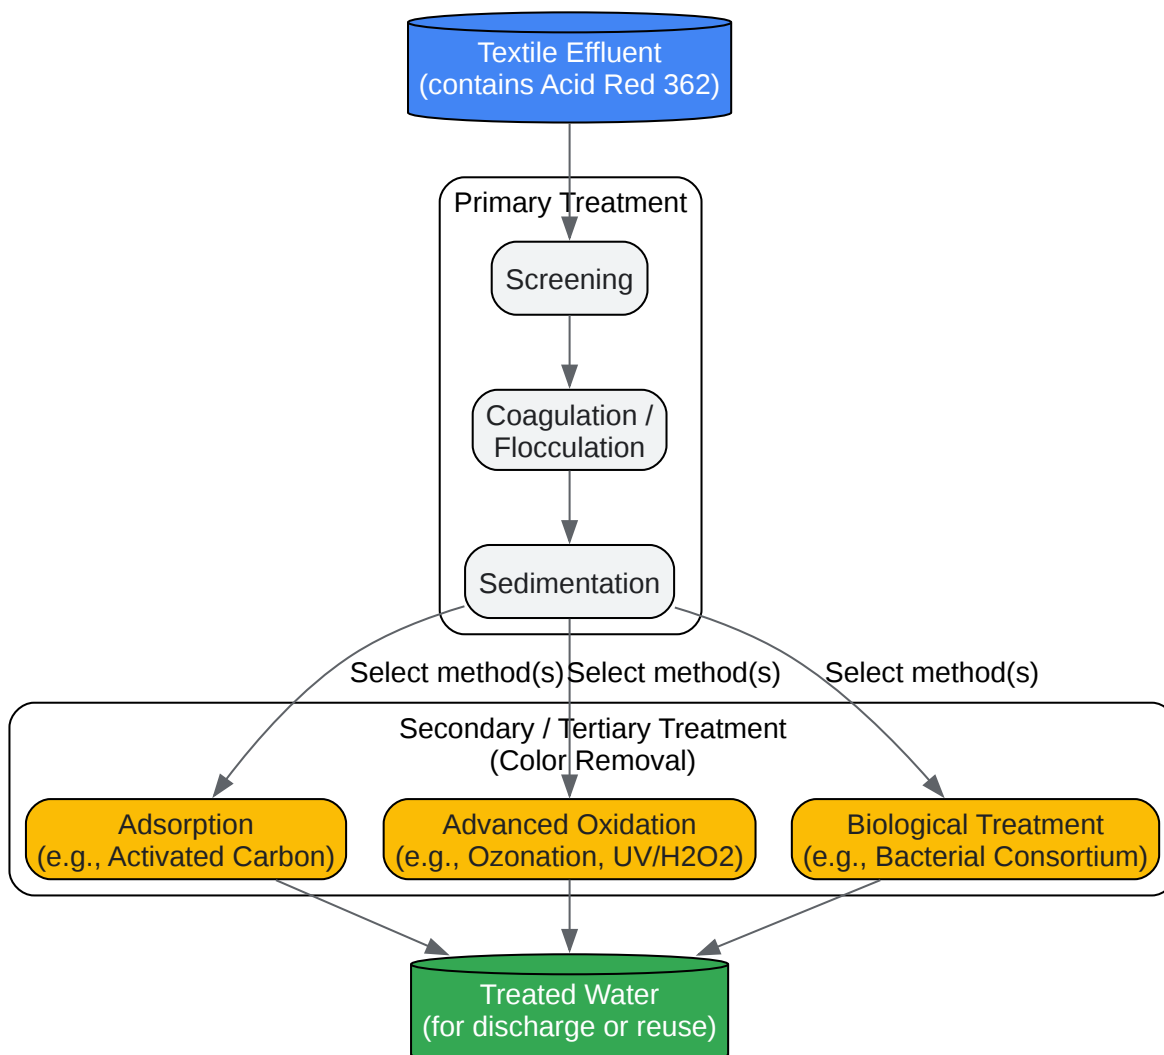 Textile Effluent
(contains Acid Red 362)
Primary Treatment
Screening
Coagulation /
Flocculation
Sedimentation
Select method(s)
Select method(s)
Select method(s)
Secondary / Tertiary Treatment
(Color Removal)
Adsorption
(e.g., Activated Carbon)
Advanced Oxidation
(e.g., Ozonation, UV/H2O2)
Biological Treatment
(e.g., Bacterial Consortium)
Treated Water
(for discharge or reuse)